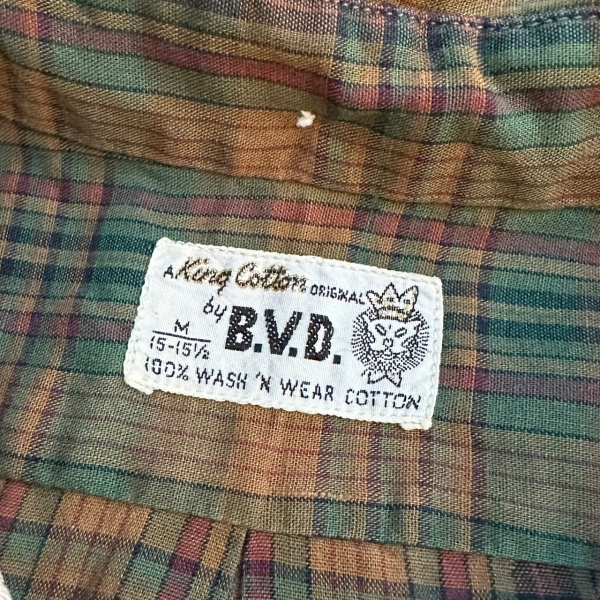 A King Cotton ORIGINAL
by B.V.D.
M
15-15½
100% WASH 'N WEAR COTTON